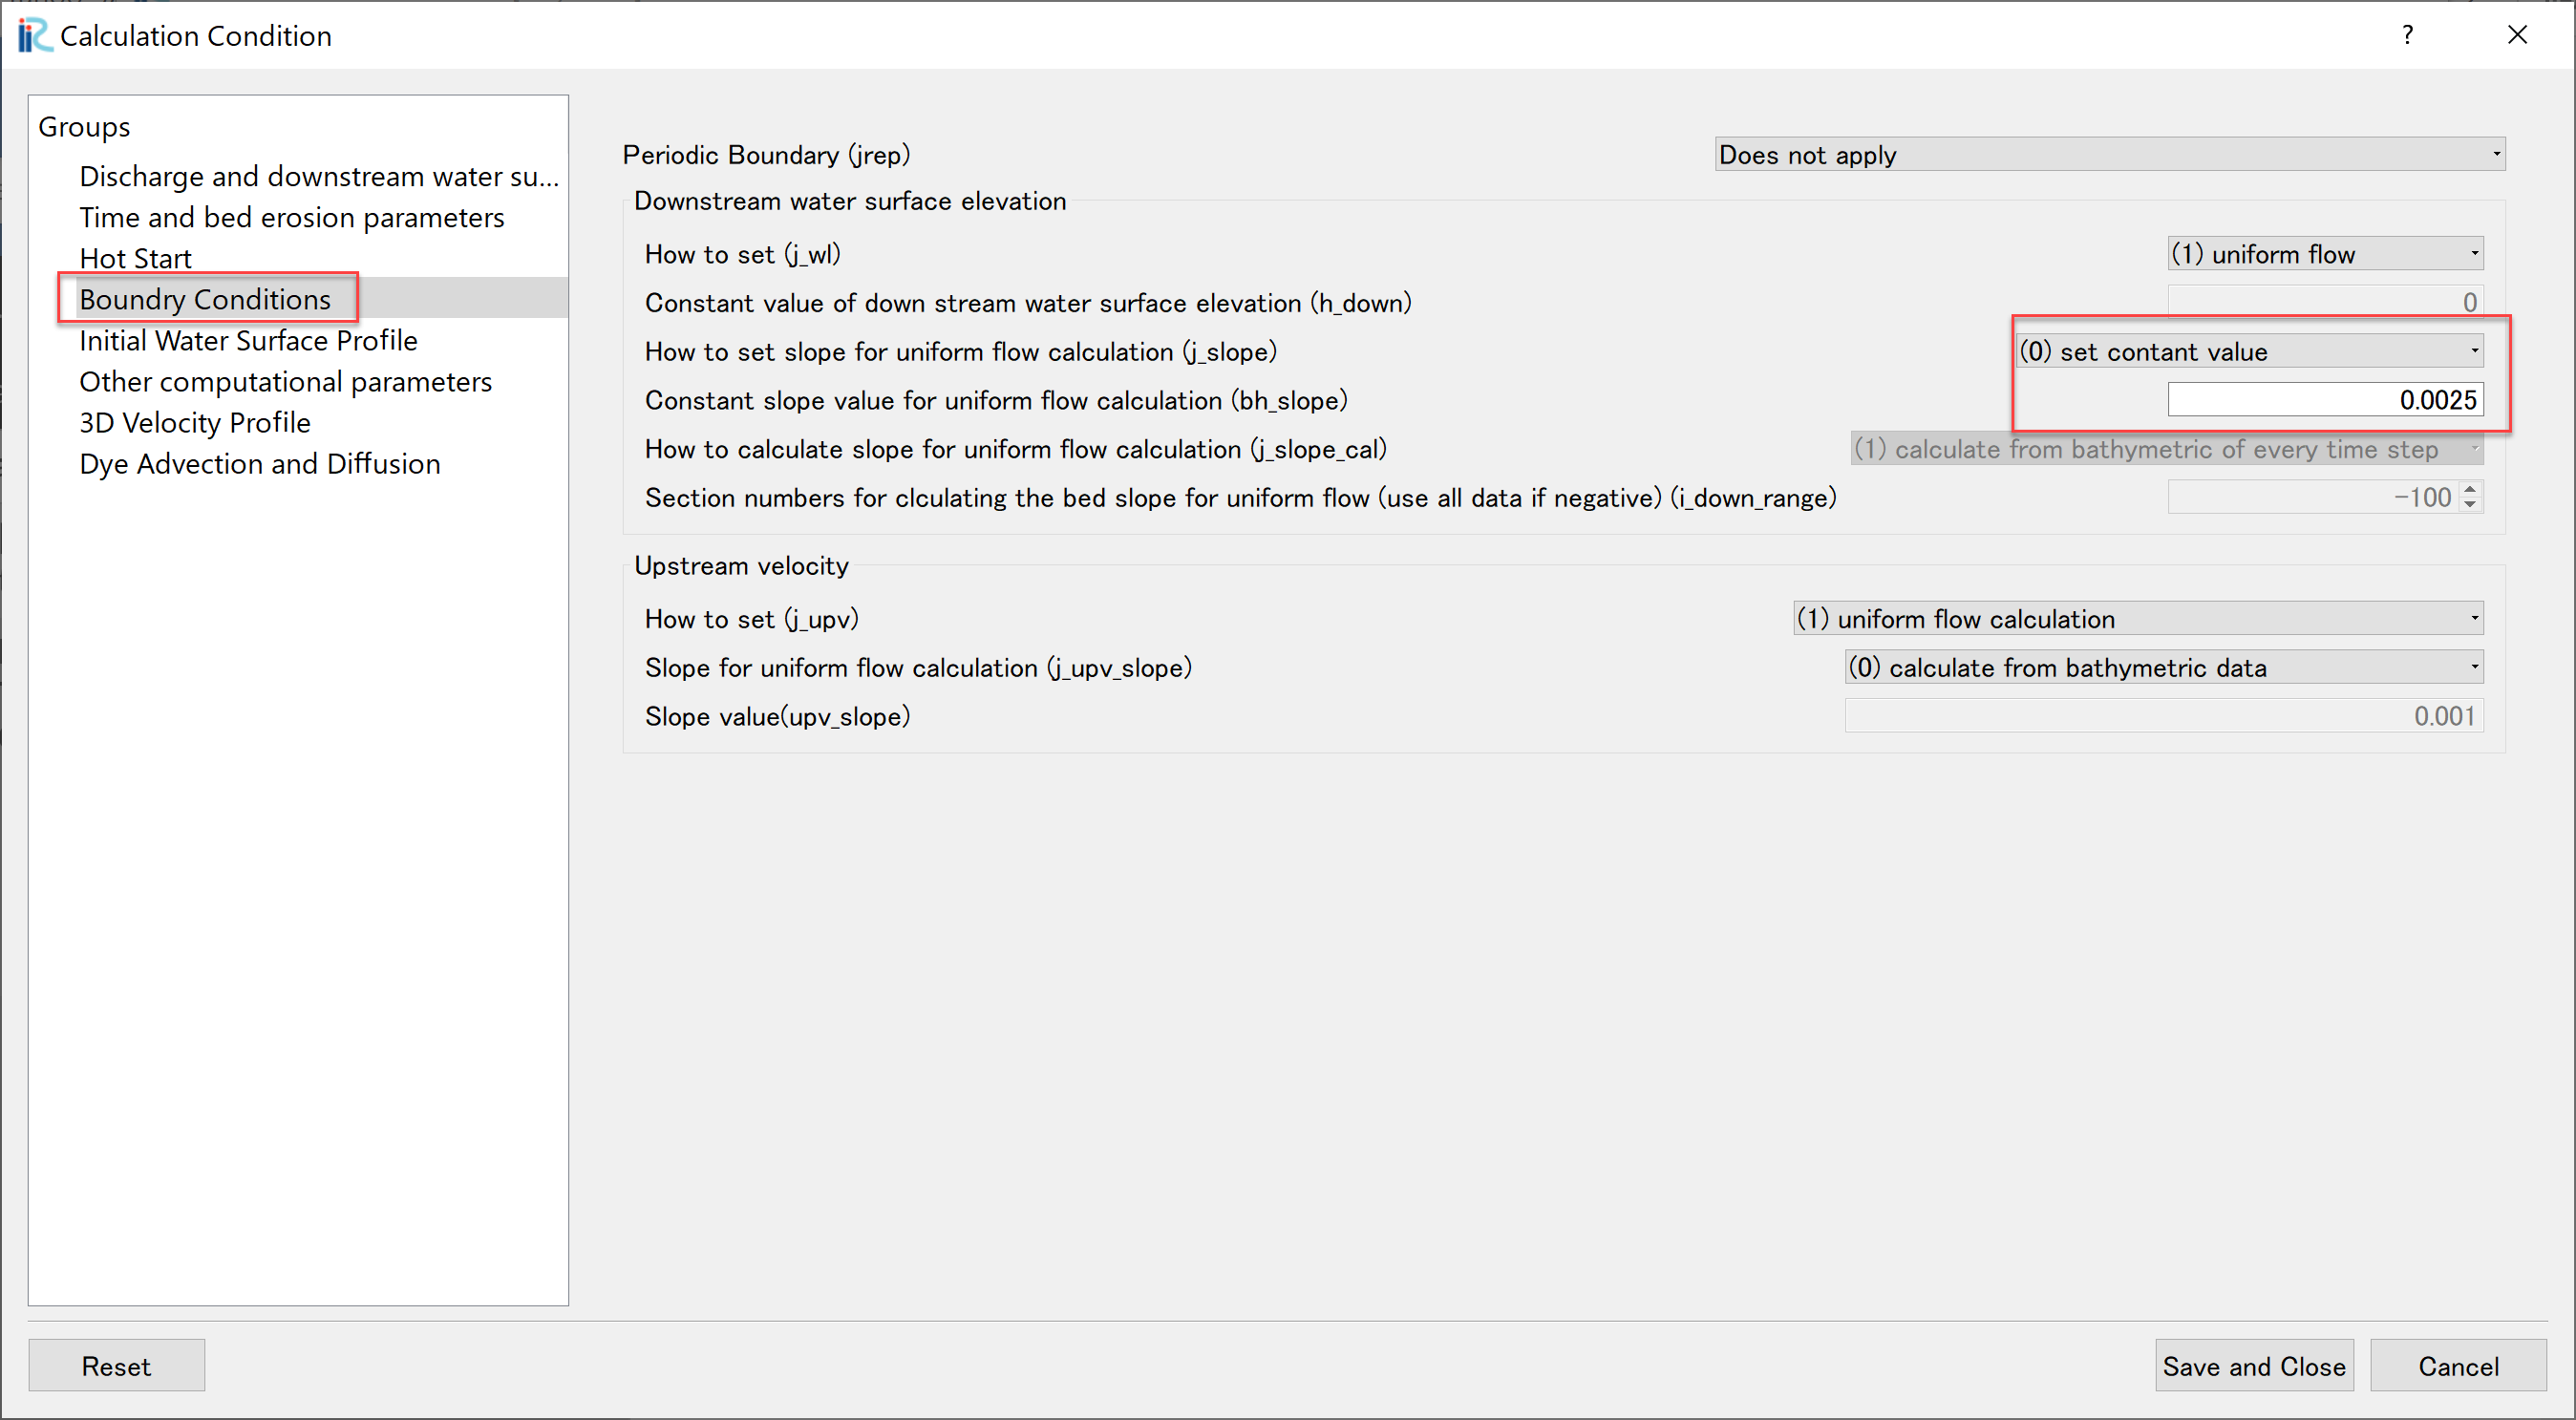 Calculation Condition
?
Groups
Discharge and downstream water su...
Time and bed erosion parameters
Hot Start
Boundry Conditions
Initial Water Surface Profile
Other computational parameters
3D Velocity Profile
Dye Advection and Diffusion
Periodic Boundary (jrep) Does not apply
Downstream water surface elevation
How to set (j_wl) (1) uniform flow
Constant value of down stream water surface elevation (h_down) 0
How to set slope for uniform flow calculation (j_slope) (0) set contant value
Constant slope value for uniform flow calculation (bh_slope) 0.0025
How to calculate slope for uniform flow calculation (j_slope_cal) (1) calculate from bathymetric of every time step
Section numbers for clculating the bed slope for uniform flow (use all data if negative) (i_down_range) -100
Upstream velocity
How to set (j_upv) (1) uniform flow calculation
Slope for uniform flow calculation (j_upv_slope) (0) calculate from bathymetric data
Slope value(upv_slope) 0.001
Reset Save and Close Cancel